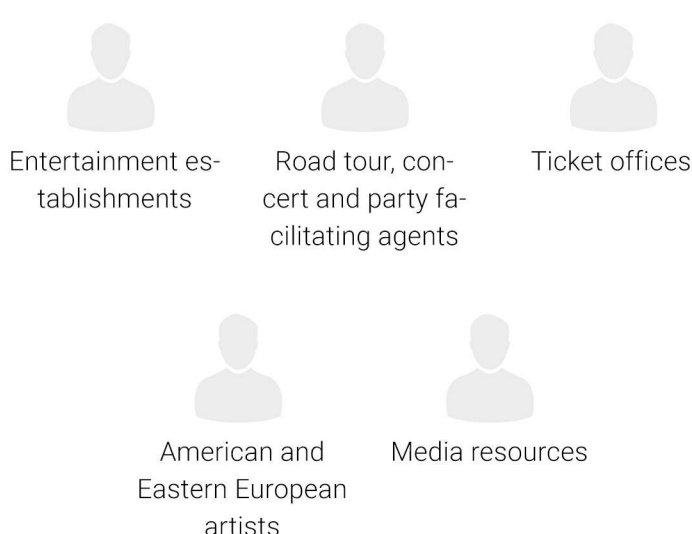 Entertainment es-
tablishments
Road tour, con-
cert and party fa-
cilitating agents
Ticket offices
American and
Eastern European
artists
Media resources